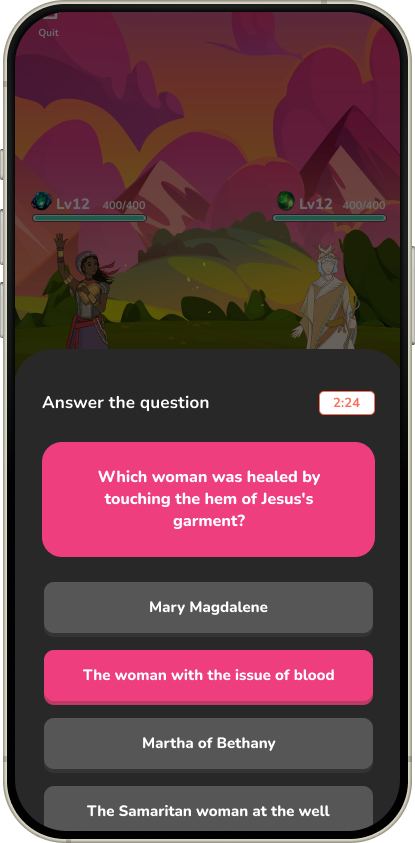 Quit
Lv12 400/400
Lv12 400/400
Answer the question
2:24
Which woman was healed by
touching the hem of Jesus's
garment?
Mary Magdalene
The woman with the issue of blood
Martha of Bethany
The Samaritan woman at the well